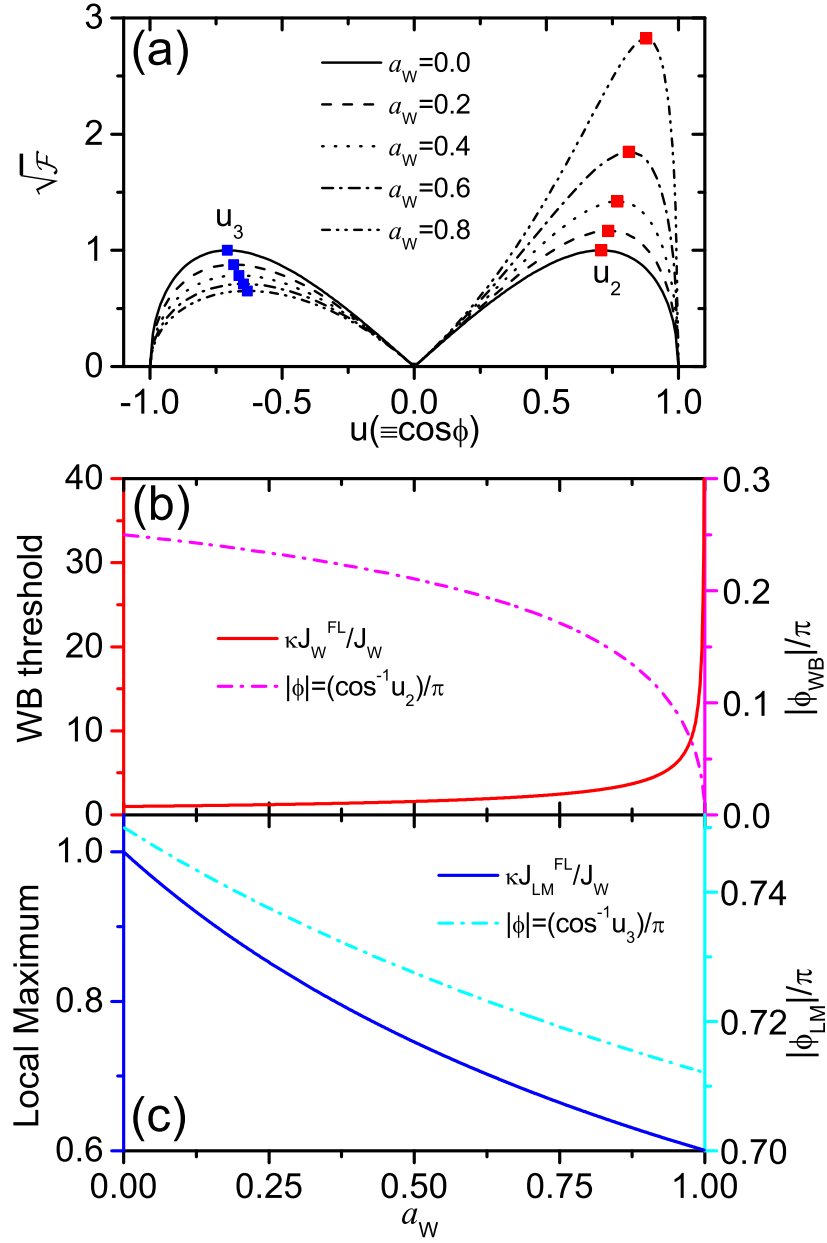 (a)
3
2
1
0
√ℱ
a_W=0.0
a_W=0.2
a_W=0.4
a_W=0.6
a_W=0.8
u_3
u_2
-1.0 -0.5 0.0 0.5 1.0
u(≡cosϕ)
(b)
40
30
20
10
0
WB threshold
κJ_W^FL/J_W
|ϕ|=(cos^-1u_2)/π
0.3
0.2
0.1
0.0
|ϕ_WB|/π
1.0
0.8
0.6
Local Maximum
κJ_LM^FL/J_W
|ϕ|=(cos^-1u_3)/π
0.74
0.72
0.70
|ϕ_LM|/π
(c)
0.00 0.25 0.50 0.75 1.00
a_W